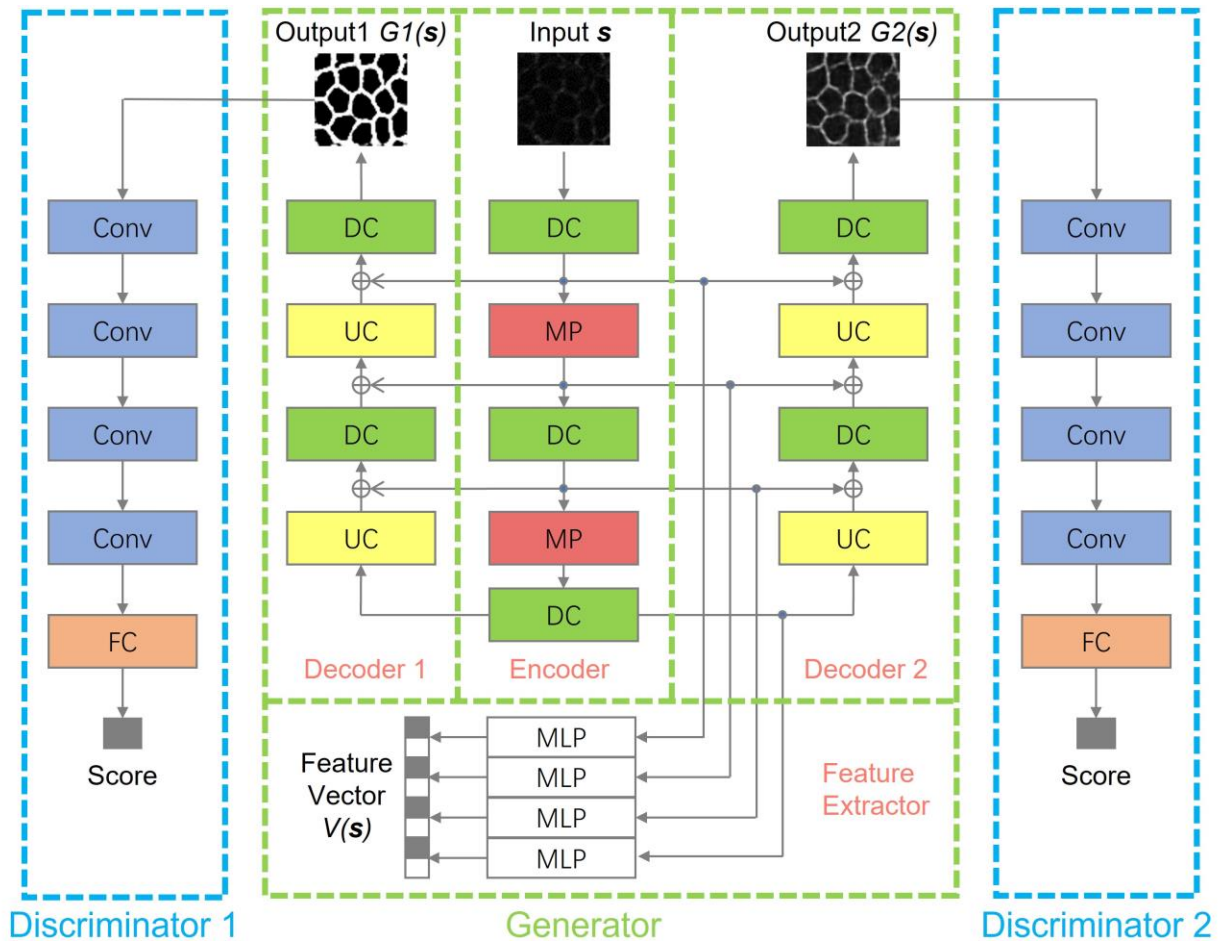 Output1 G1(s)
Input s
Output2 G2(s)
Conv
Conv
Conv
Conv
FC
Score
Discriminator 1
DC
UC
DC
UC
Decoder 1
DC
MP
DC
MP
DC
Encoder
DC
UC
DC
UC
Decoder 2
Feature
Vector
V(s)
MLP
MLP
MLP
MLP
Feature
Extractor
Generator
Conv
Conv
Conv
Conv
FC
Score
Discriminator 2